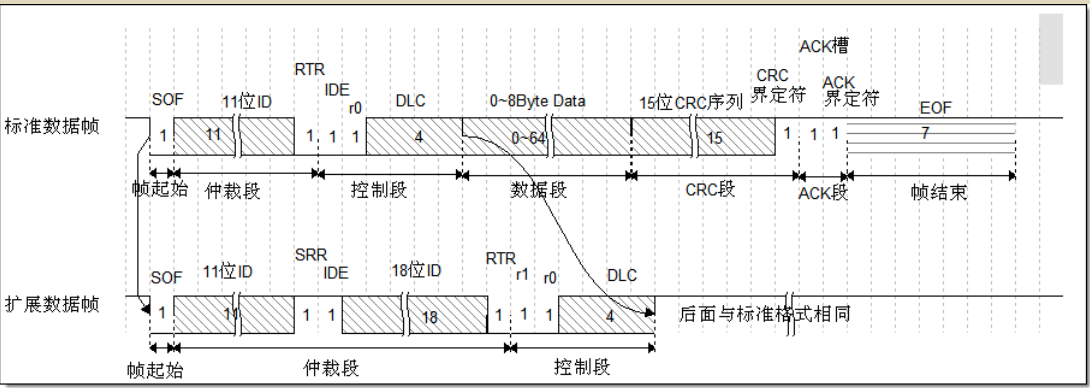 ACK槽
RTR
CRC
ACK
SOF
11位ID
IDE
r0
DLC
0~8Byte Data
15位CRC序列
界定符
界定符
EOF
标准数据帧
1
11
1
1
1
4
0~64
15
1
1
1
7
帧起始
仲裁段
控制段
数据段
CRC段
ACK段
帧结束
SRR
RTR
SOF
11位ID
IDE
18位ID
r1
r0
DLC
扩展数据帧
1
11
1
1
18
1
1
1
4
后面与标准格式相同
帧起始
仲裁段
控制段